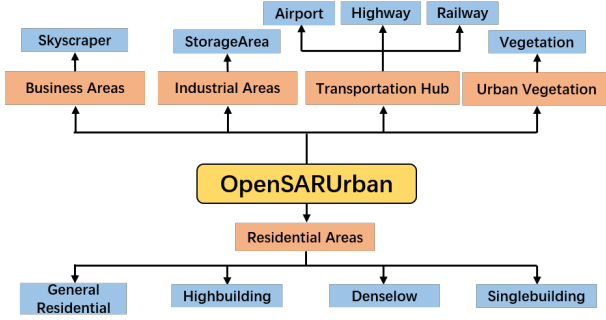 Airport
Highway
Railway
Skyscraper
StorageArea
Vegetation
Business Areas
Industrial Areas
Transportation Hub
Urban Vegetation
OpenSARUrban
Residential Areas
General
Residential
Highbuilding
Denselow
Singlebuilding